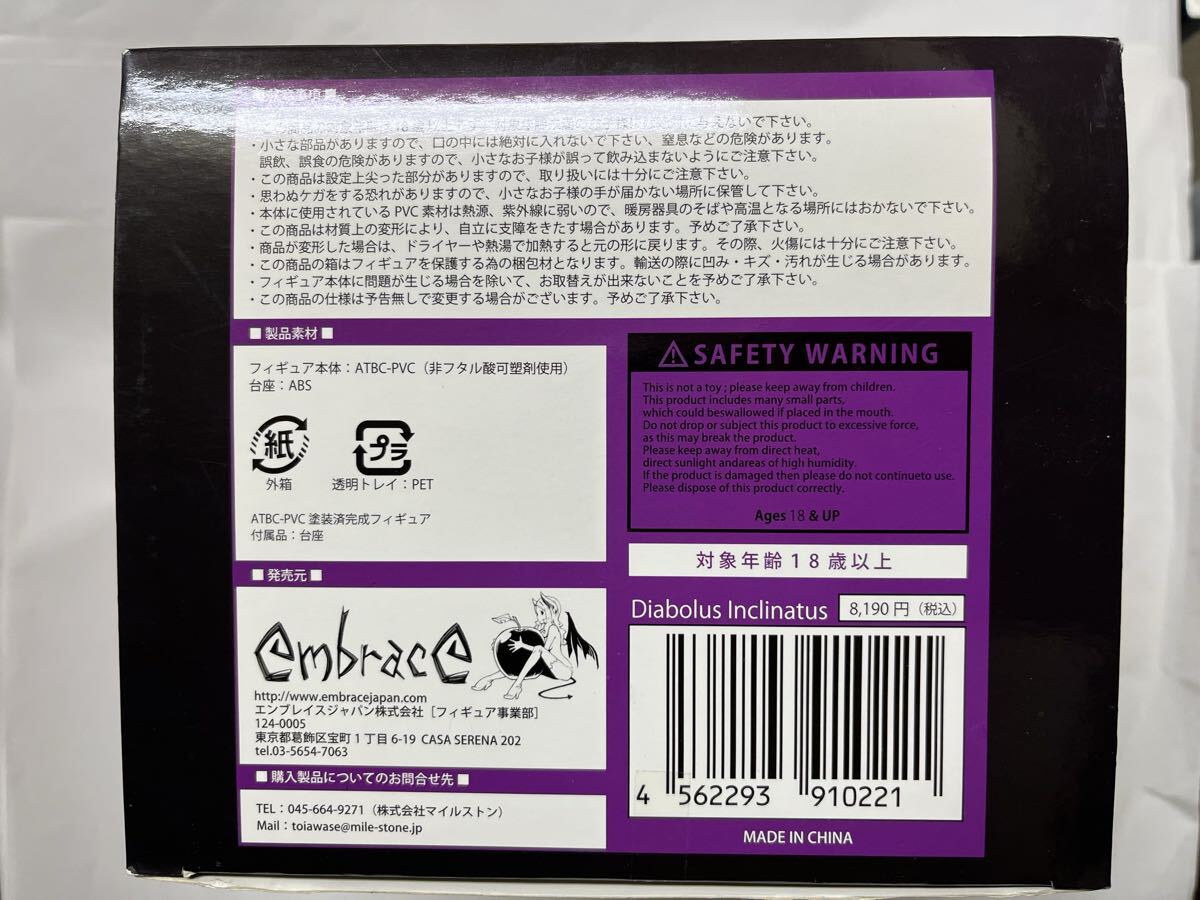 えないで下さい。
・小さな部品がありますので、口の中には絶対に入れないで下さい、窒息などの危険があります。
誤飲、誤食の危険がありますので、小さなお子様が誤って飲み込まないようにご注意下さい。
・この商品は設定上尖った部分がありますので、取り扱いには十分にご注意下さい。
・思わぬケガをする恐れがありますので、小さなお子様の手が届かない場所に保管して下さい。
・本体に使用されているPVC素材は熱源、紫外線に弱いので、暖房器具のそばや高温となる場所にはおかないで下さい。
・この商品は材質上の変形により、自立に支障をきたす場合があります。予めご了承下さい。
・商品が変形した場合は、ドライヤーや熱湯で加熱すると元の形に戻ります。その際、火傷には十分にご注意下さい。
・この商品の箱はフィギュアを保護する為の梱包材となります。輸送の際に凹み・キズ・汚れが生じる場合があります。
・フィギュア本体に問題が生じる場合を除いて、お取替えが出来ないことを予めご了承下さい。
・この商品の仕様は予告無しで変更する場合がございます。予めご了承下さい。
■ 製品素材 ■
フィギュア本体：ATBC-PVC（非フタル酸可塑剤使用）
台座：ABS
紙
プラ
外箱
透明トレイ：PET
ATBC-PVC 塗装済完成フィギュア
付属品：台座
■ 発売元 ■
embrace
http://www.embracejapan.com
エンブレイスジャパン株式会社［フィギュア事業部］
124-0005
東京都葛飾区宝町1丁目6-19 CASA SERENA 202
tel.03-5654-7063
■ 購入製品についてのお問合せ先 ■
TEL：045-664-9271（株式会社マイルストン）
Mail：toiawase@mile-stone.jp
SAFETY WARNING
This is not a toy ; please keep away from children.
This product includes many small parts,
which could beswallowed if placed in the mouth.
Do not drop or subject this product to excessive force,
as this may break the product.
Please keep away from direct heat,
direct sunlight andareas of high humidity.
If the product is damaged then please do not continueto use.
Please dispose of this product correctly.
Ages 18 & UP
対象年齢18歳以上
Diabolus Inclinatus
8,190円（税込）
4 562293 910221
MADE IN CHINA